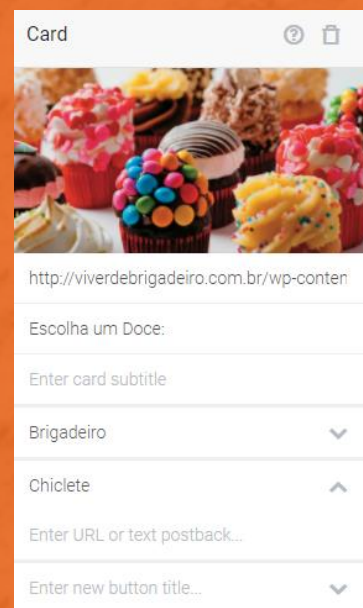 Card
http://viverdebrigadeiro.com.br/wp-conten
Escolha um Doce:
Enter card subtitle
Brigadeiro
Chiclete
Enter URL or text postback...
Enter new button title...